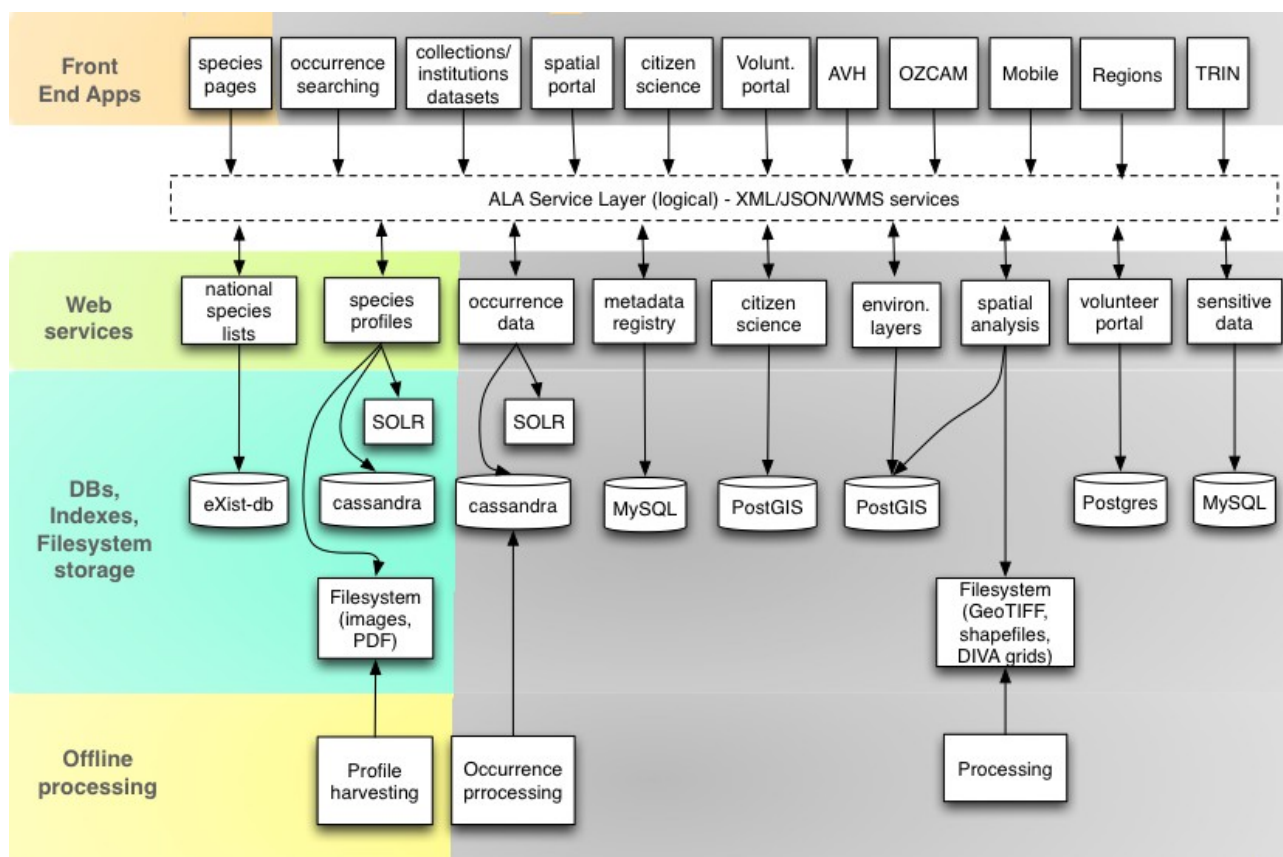 Front
End Apps
species
pages
occurrence
searching
collections/
institutions
datasets
spatial
portal
citizen
science
Volunt.
portal
AVH
OZCAM
Mobile
Regions
TRIN
ALA Service Layer (logical) - XML/JSON/WMS services
Web
services
national
species
lists
species
profiles
occurrence
data
metadata
registry
citizen
science
environ.
layers
spatial
analysis
volunteer
portal
sensitive
data
DBs,
Indexes,
Filesystem
storage
SOLR
SOLR
eXist-db
cassandra
cassandra
MySQL
PostGIS
PostGIS
Postgres
MySQL
Filesystem
(images,
PDF)
Filesystem
(GeoTIFF,
shapefiles,
DIVA grids)
Offline
processing
Profile
harvesting
Occurrence
prrocessing
Processing